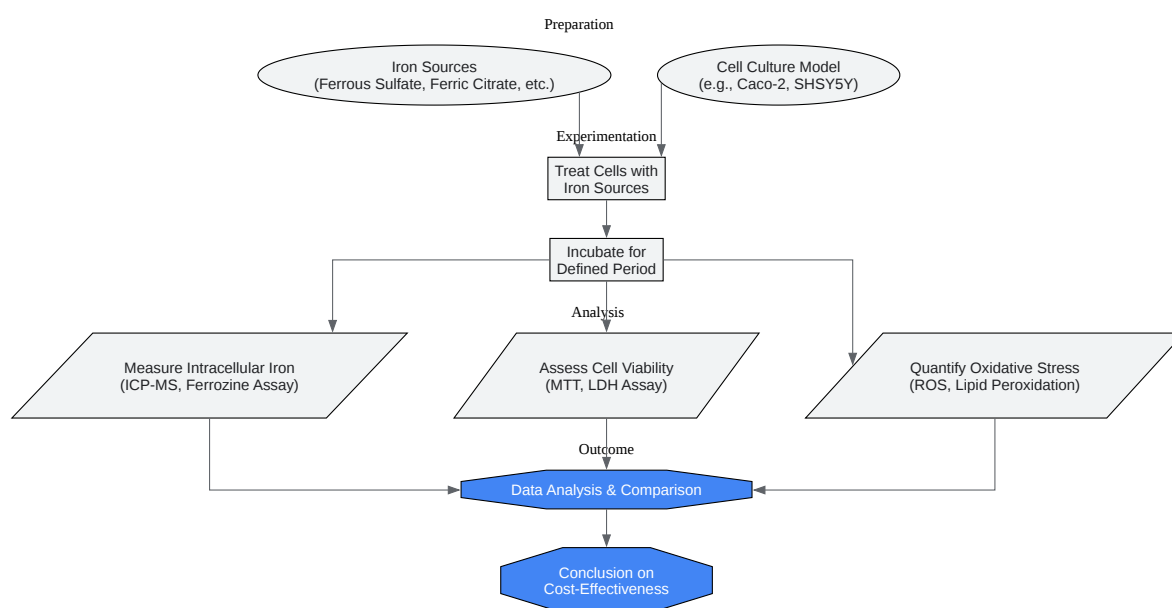 Preparation
Iron Sources
(Ferrous Sulfate, Ferric Citrate, etc.)
Cell Culture Model
(e.g., Caco-2, SHSY5Y)
Experimentation
Treat Cells with
Iron Sources
Incubate for
Defined Period
Analysis
Measure Intracellular Iron
(ICP-MS, Ferrozine Assay)
Assess Cell Viability
(MTT, LDH Assay)
Quantify Oxidative Stress
(ROS, Lipid Peroxidation)
Outcome
Data Analysis & Comparison
Conclusion on
Cost-Effectiveness